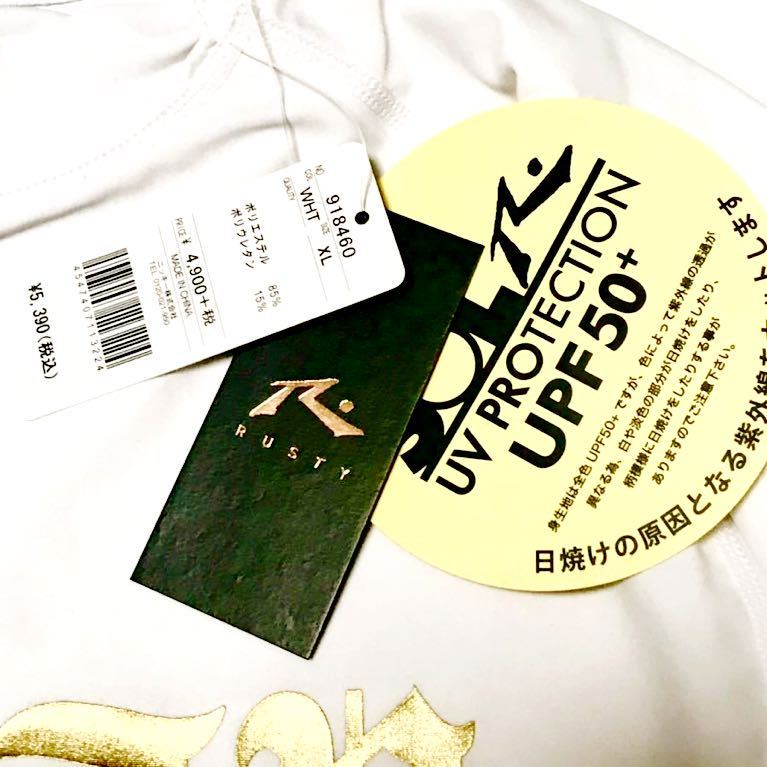 NO. 918460
COL WHT SIZE XL
QUALITY
ポリエステル 85%
ポリウレタン 15%
PRICE ¥ 4,900+税
MADE IN CHINA
¥5,390(税込)
RUSTY
UV PROTECTION
UPF50+
身生地は全色UPF50+ですが、色によって紫外線の透過が
異なる為、白や淡色の部分が日焼けをしたり、
柄模様に日焼けをしたりする事が
ありますのでご注意下さい。
日焼けの原因となる紫外線を
します